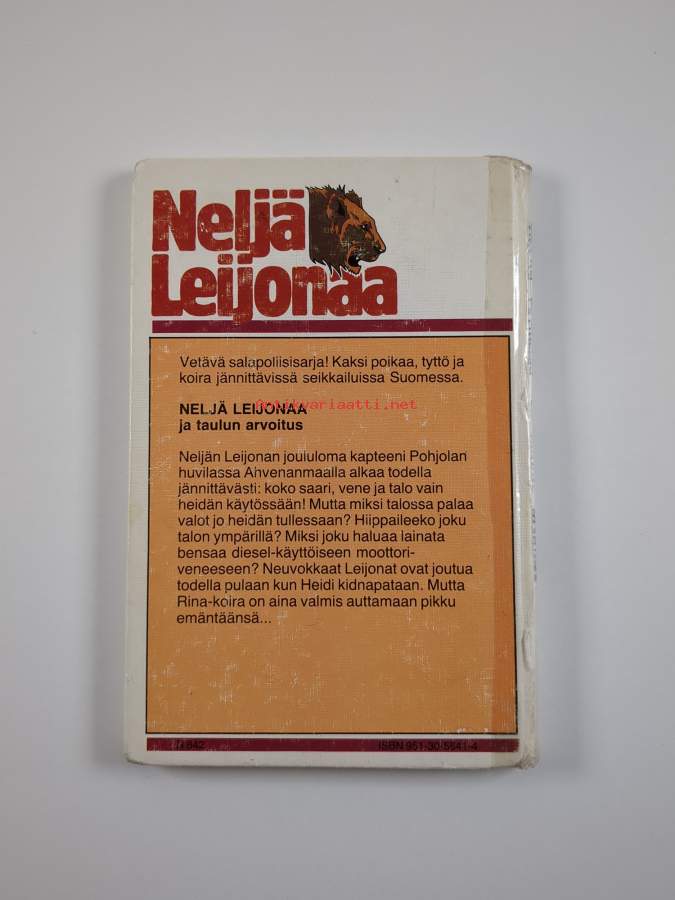 Neljä
Leijonaa
Vetävä salapoliisisarja! Kaksi poikaa, tyttö ja
koira jännittävissä seikkailuissa Suomessa.
Antikvariaatti.net
NELJÄ LEIJONAA
ja taulun arvoitus
Neljän Leijonan joululoma kapteeni Pohjolan
huvilassa Ahvenanmaalla alkaa todella
jännittävästi: koko saari, vene ja talo vain
heidän käytössään! Mutta miksi talossa palaa
valot jo heidän tullessaan? Hiippaileeko joku
talon ympärillä? Miksi joku haluaa lainata
bensaa diesel-käyttöiseen moottori-
veneeseen? Neuvokkaat Leijonat ovat joutua
todella pulaan kun Heidi kidnapataan. Mutta
Rina-koira on aina valmis auttamaan pikku
emäntäänsä...
N 842
ISBN 951-30-5541-4